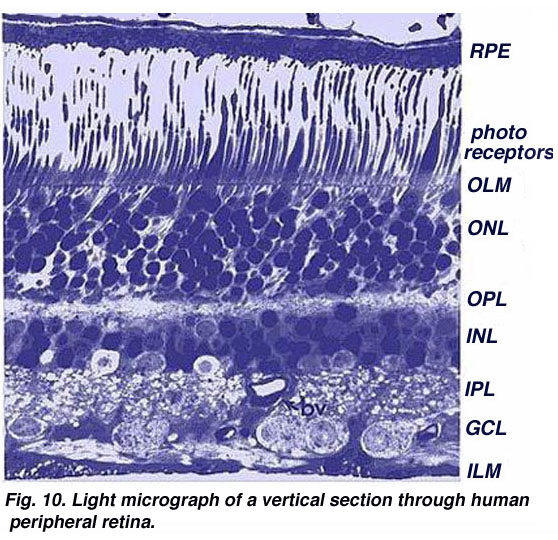 RPE
photo
receptors
OLM
ONL
OPL
INL
IPL
bv
GCL
ILM
Fig. 10. Light micrograph of a vertical section through human
peripheral retina.